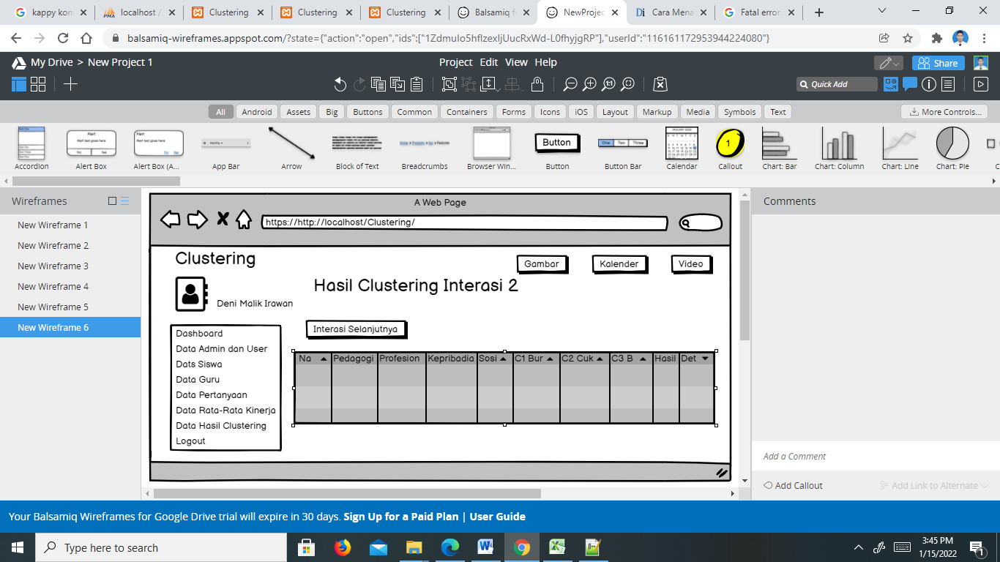 kappy kom
localhost /
Clustering
Clustering
Clustering
Balsamiq f
NewProjec
Cara Mena
Fatal error
balsamiq-wireframes.appspot.com/?state={"action":"open","ids":["1ZdmuIo5hflzexIjUucRxWd-L0fhyjgRP"],"userId":"116161172953944224080"}
My Drive > New Project 1
Project Edit View Help
Share
Quick Add
All Android Assets Big Buttons Common Containers Forms Icons iOS Layout Markup Media Symbols Text
More Controls...
Alert
Alert text goes here
No Yes
Alert
Alert text goes here
No Yes
Button
One Two Three
1
Accordion Alert Box Alert Box (A... App Bar Arrow Block of Text Breadcrumbs Browser Win... Button Button Bar Calendar Callout Chart: Bar Chart: Column Chart: Line Chart: Pie
Wireframes
New Wireframe 1
New Wireframe 2
New Wireframe 3
New Wireframe 4
New Wireframe 5
New Wireframe 6
A Web Page
https://http://localhost/Clustering/
Clustering
Gambar Kalender Video
Hasil Clustering Interasi 2
Deni Malik Irawan
Interasi Selanjutnya
Dashboard
Data Admin dan User
Dats Siswa
Data Guru
Data Pertanyaan
Data Rata-Rata Kinerja
Data Hasil Clustering
Logout
Na Pedagogi Profesion Kepribadia Sosi C1 Bur C2 Cuk C3 B Hasil Det
Comments
Add a Comment
Add Callout
Add Link to Alternate
Your Balsamiq Wireframes for Google Drive trial will expire in 30 days. Sign Up for a Paid Plan | User Guide
Type here to search
3:45 PM
1/15/2022
1